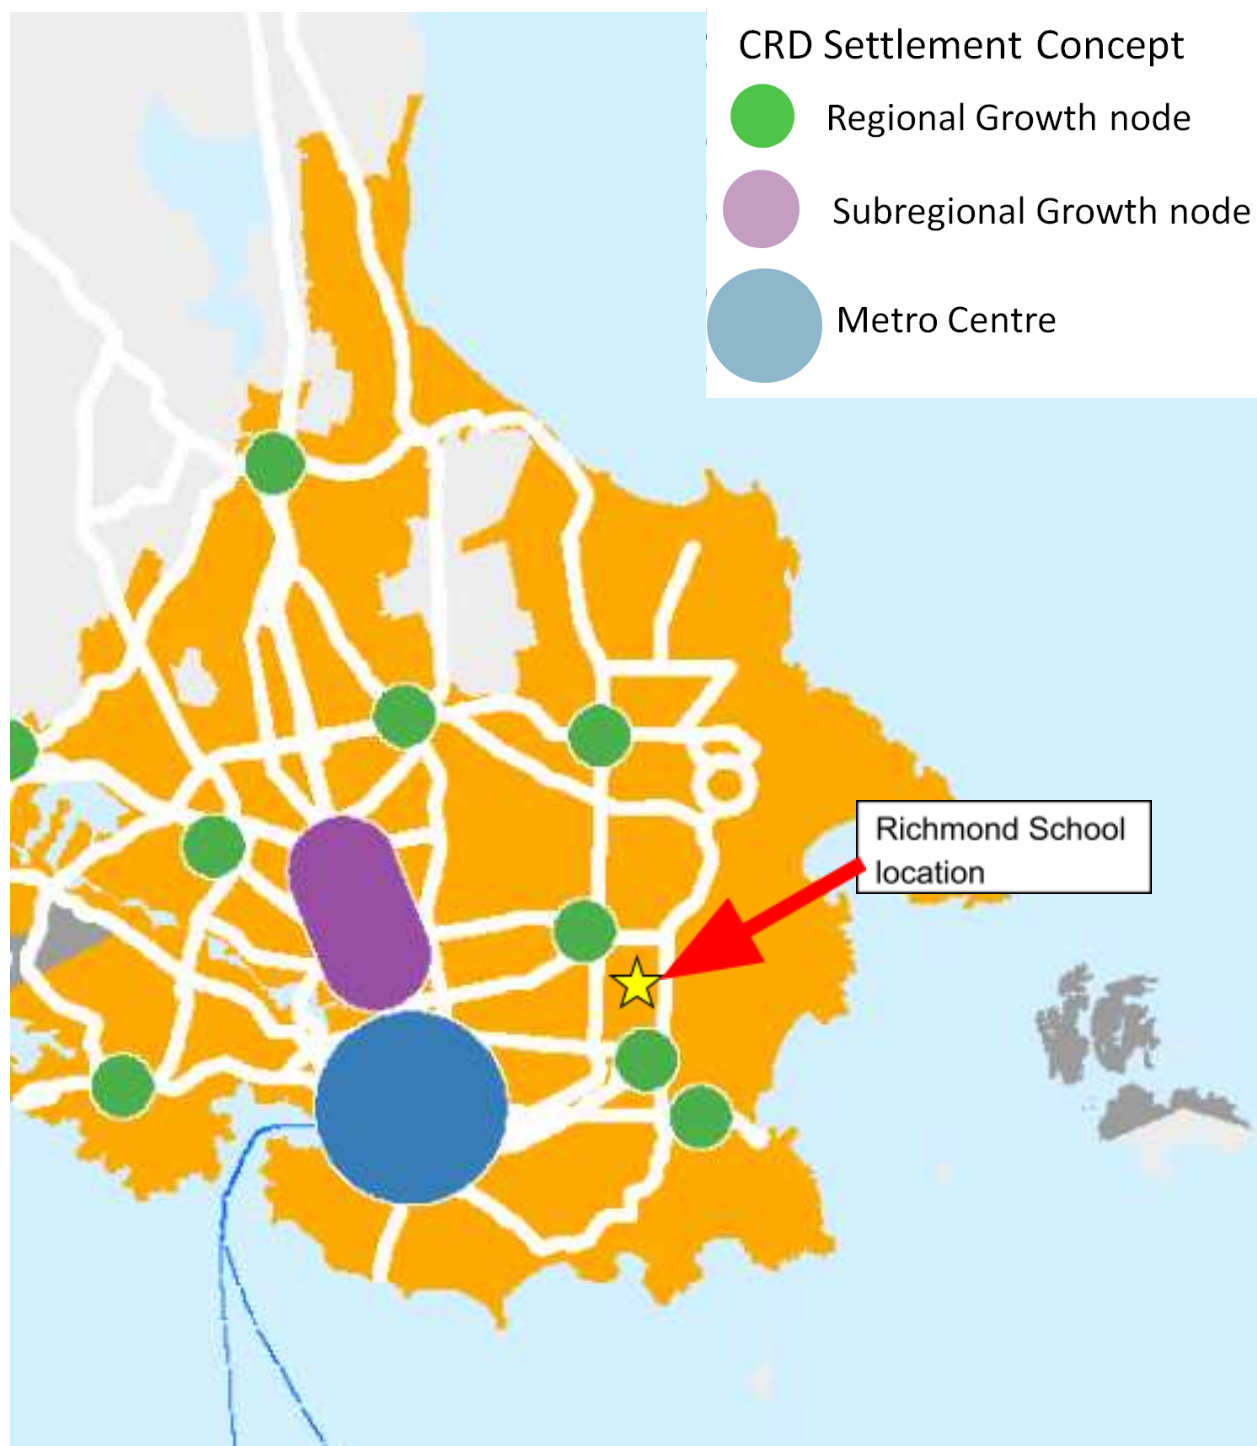 CRD Settlement Concept
Regional Growth node
Subregional Growth node
Metro Centre
Richmond School
location